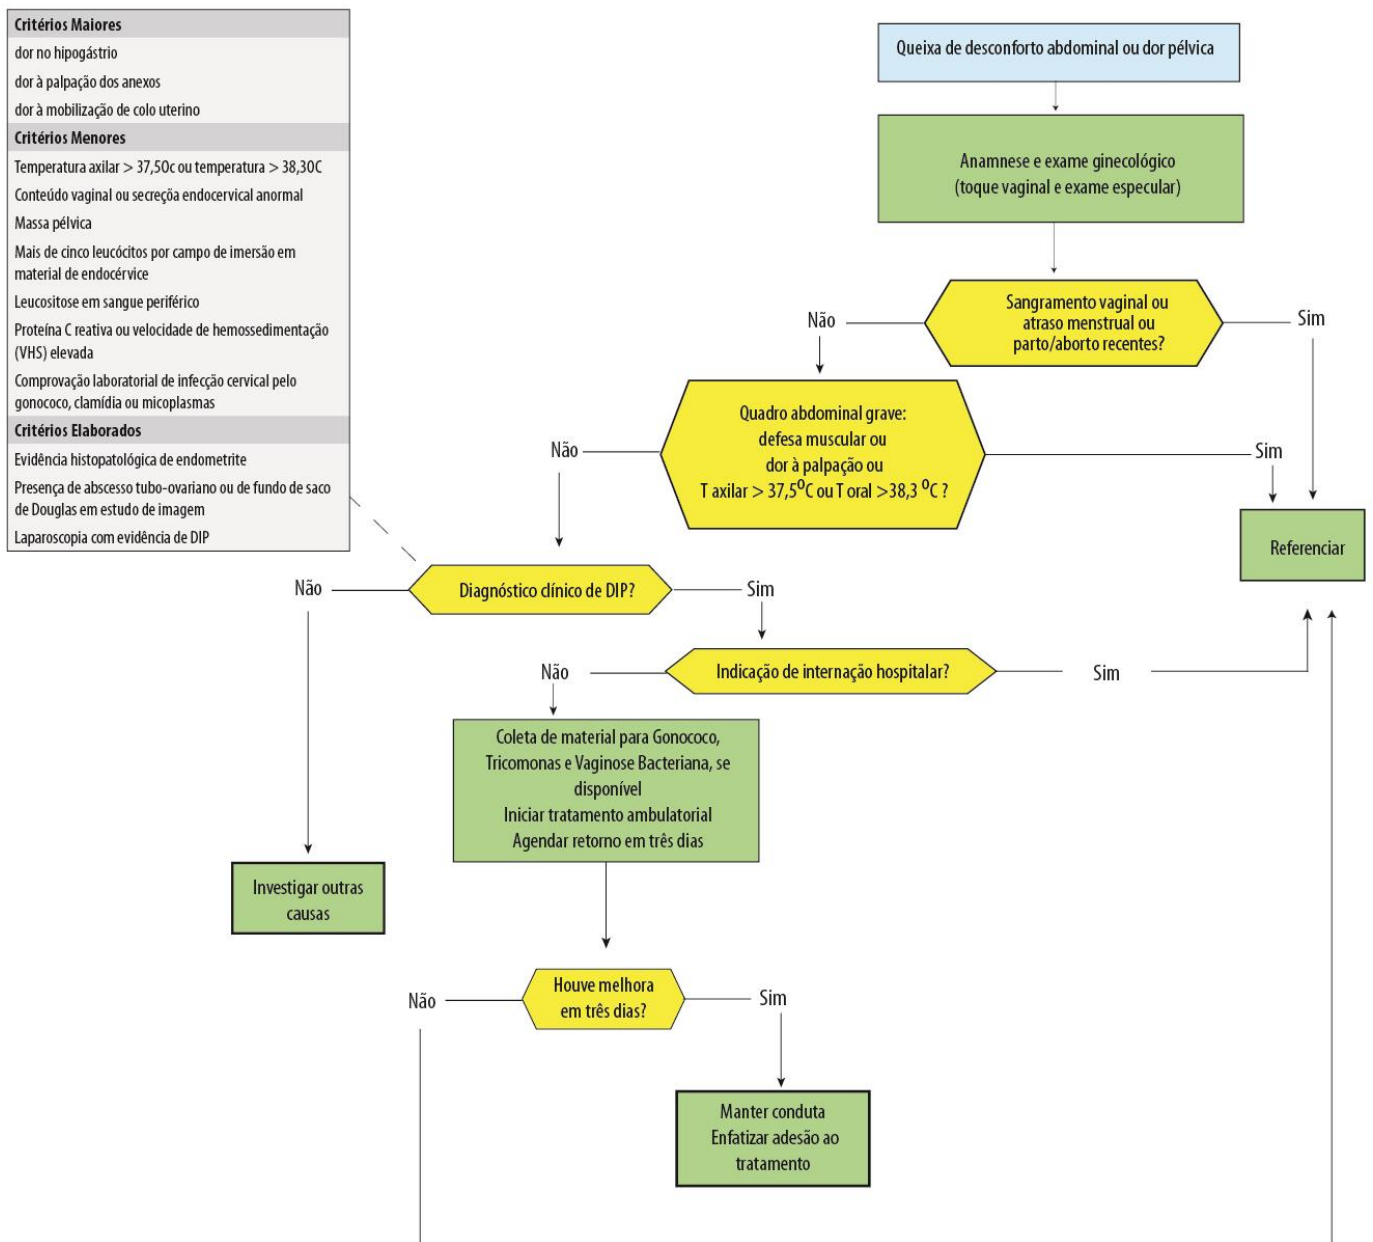 Critérios Maiores
dor no hipogástrio
dor à palpação dos anexos
dor à mobilização de colo uterino
Critérios Menores
Temperatura axilar > 37,50c ou temperatura > 38,30C
Conteúdo vaginal ou secreçõa endocervical anormal
Massa pélvica
Mais de cinco leucócitos por campo de imersão em
material de endocérvice
Leucositose em sangue periférico
Proteína C reativa ou velocidade de hemossedimentação
(VHS) elevada
Comprovação laboratorial de infecção cervical pelo
gonococo, clamídia ou micoplasmas
Critérios Elaborados
Evidência histopatológica de endometrite
Presença de abscesso tubo-ovariano ou de fundo de saco
de Douglas em estudo de imagem
Laparoscopia com evidência de DIP
Queixa de desconforto abdominal ou dor pélvica
Anamnese e exame ginecológico
(toque vaginal e exame especular)
Sangramento vaginal ou
atraso menstrual ou
parto/aborto recentes?
Não
Sim
Quadro abdominal grave:
defesa muscular ou
dor à palpação ou
T axilar > 37,5⁰C ou T oral >38,3 ⁰C ?
Não
Sim
Referenciar
Diagnóstico clínico de DIP?
Não
Sim
Indicação de internação hospitalar?
Não
Sim
Coleta de material para Gonococo,
Tricomonas e Vaginose Bacteriana, se
disponível
Iniciar tratamento ambulatorial
Agendar retorno em três dias
Investigar outras
causas
Houve melhora
em três dias?
Não
Sim
Manter conduta
Enfatizar adesão ao
tratamento